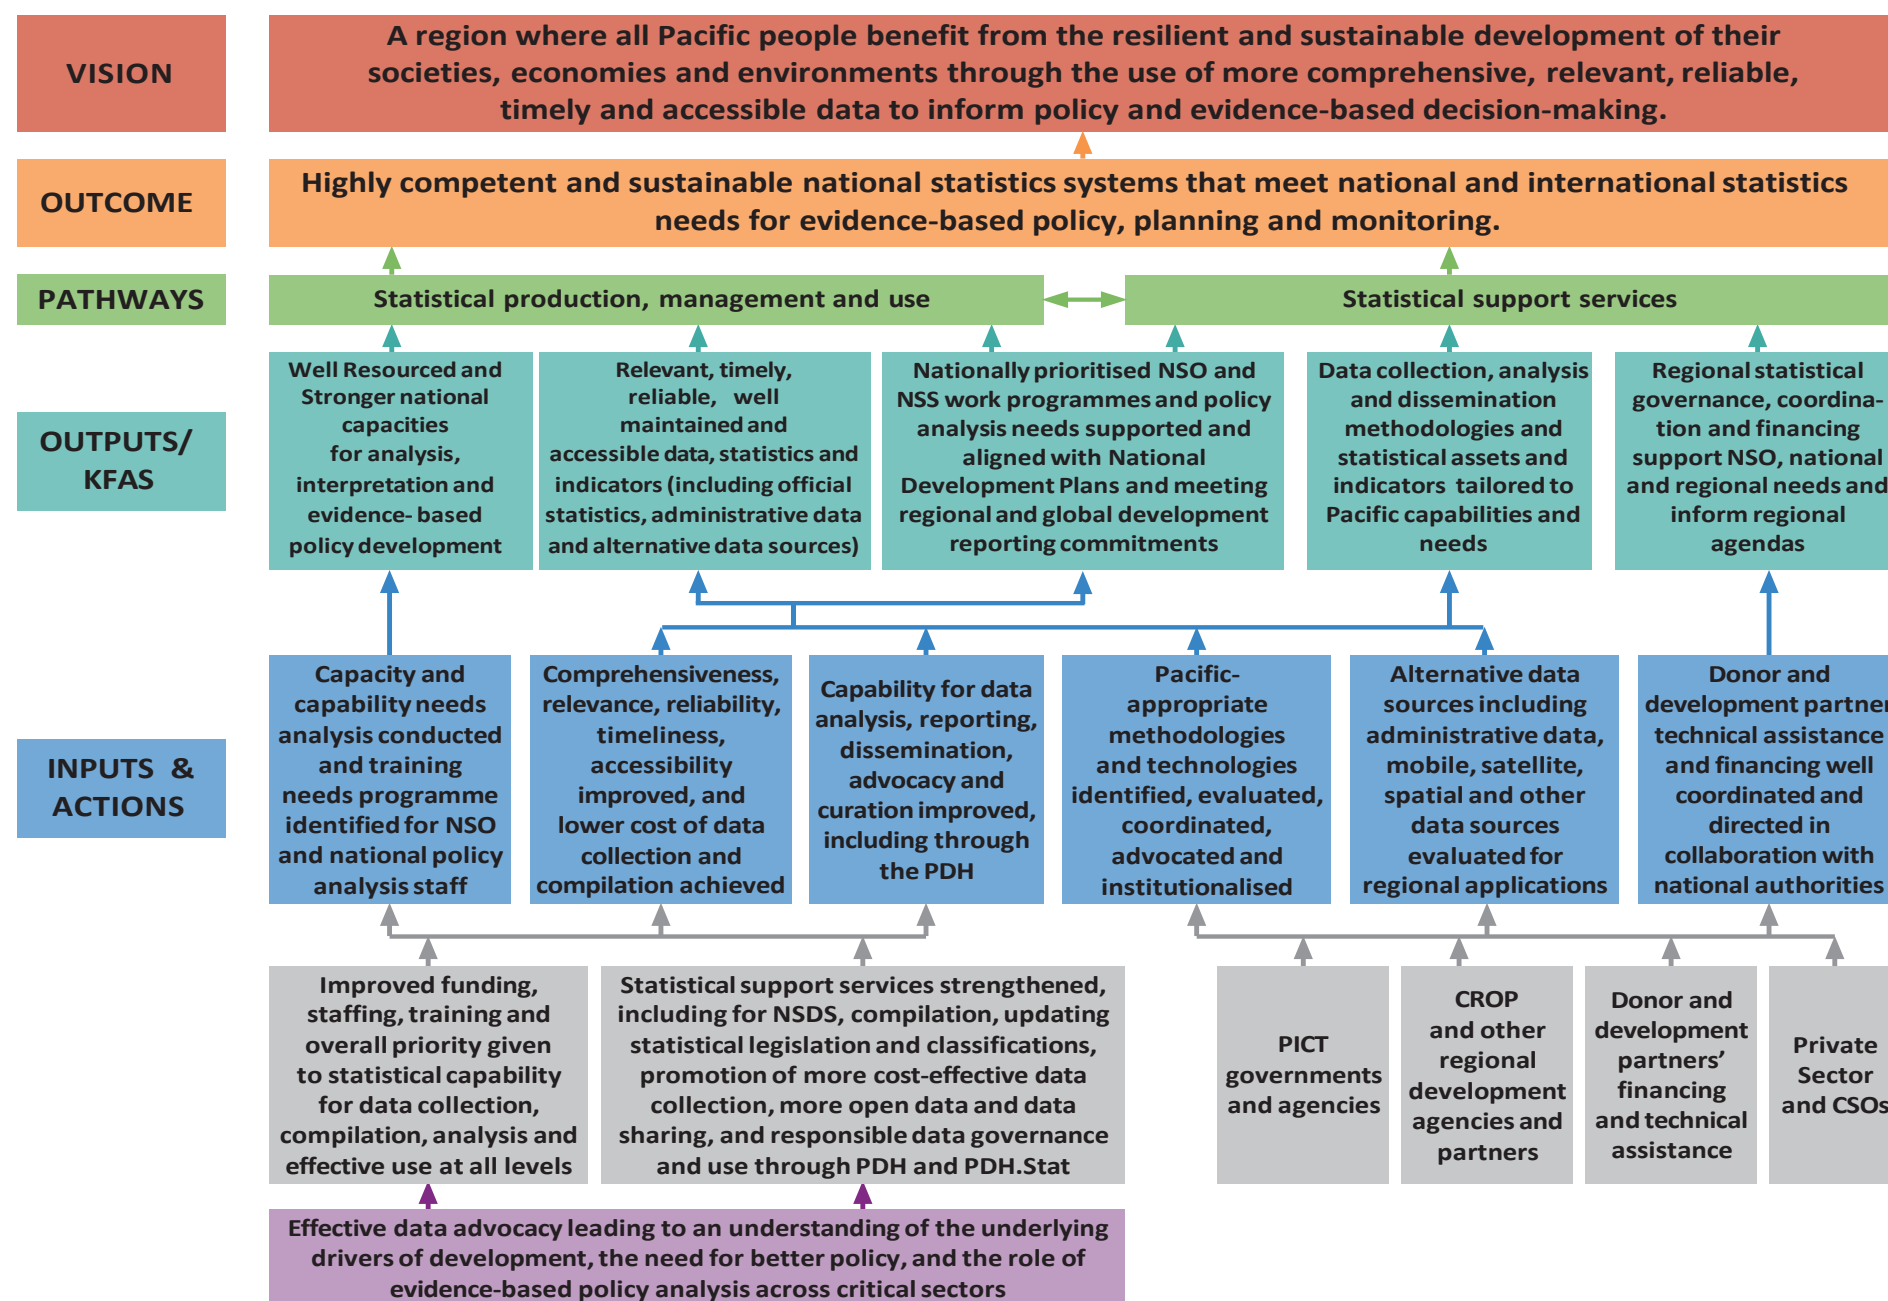 VISION
A region where all Pacific people benefit from the resilient and sustainable development of their
societies, economies and environments through the use of more comprehensive, relevant, reliable,
timely and accessible data to inform policy and evidence-based decision-making.
OUTCOME
Highly competent and sustainable national statistics systems that meet national and international statistics
needs for evidence-based policy, planning and monitoring.
PATHWAYS
Statistical production, management and use
Statistical support services
OUTPUTS/
KFAS
Well Resourced and
Stronger national
capacities
for analysis,
interpretation and
evidence- based
policy development
Relevant, timely,
reliable, well
maintained and
accessible data, statistics and
indicators (including official
statistics, administrative data
and alternative data sources)
Nationally prioritised NSO and
NSS work programmes and policy
analysis needs supported and
aligned with National
Development Plans and meeting
regional and global development
reporting commitments
Data collection, analysis
and dissemination
methodologies and
statistical assets and
indicators tailored to
Pacific capabilities and
needs
Regional statistical
governance, coordina-
tion and financing
support NSO, national
and regional needs and
inform regional
agendas
INPUTS &
ACTIONS
Capacity and
capability needs
analysis conducted
and training
needs programme
identified for NSO
and national policy
analysis staff
Comprehensiveness,
relevance, reliability,
timeliness,
accessibility
improved, and
lower cost of data
collection and
compilation achieved
Capability for data
analysis, reporting,
dissemination,
advocacy and
curation improved,
including through
the PDH
Pacific-
appropriate
methodologies
and technologies
identified, evaluated,
coordinated,
advocated and
institutionalised
Alternative data
sources including
administrative data,
mobile, satellite,
spatial and other
data sources
evaluated for
regional applications
Donor and
development partner
technical assistance
and financing well
coordinated and
directed in
collaboration with
national authorities
Improved funding,
staffing, training and
overall priority given
to statistical capability
for data collection,
compilation, analysis and
effective use at all levels
Statistical support services strengthened,
including for NSDS, compilation, updating
statistical legislation and classifications,
promotion of more cost-effective data
collection, more open data and data
sharing, and responsible data governance
and use through PDH and PDH.Stat
PICT
governments
and agencies
CROP
and other
regional
development
agencies and
partners
Donor and
development
partners’
financing
and technical
assistance
Private
Sector
and CSOs
Effective data advocacy leading to an understanding of the underlying
drivers of development, the need for better policy, and the role of
evidence-based policy analysis across critical sectors